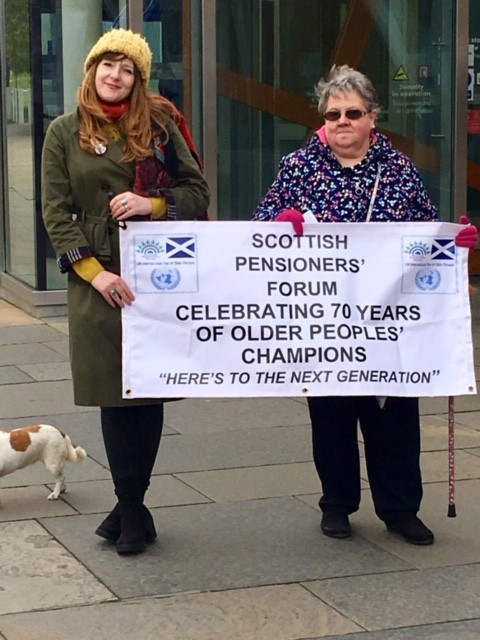 SCOTTISH
PENSIONERS'
FORUM
CELEBRATING 70 YEARS
OF OLDER PEOPLES'
CHAMPIONS
"HERE'S TO THE NEXT GENERATION"